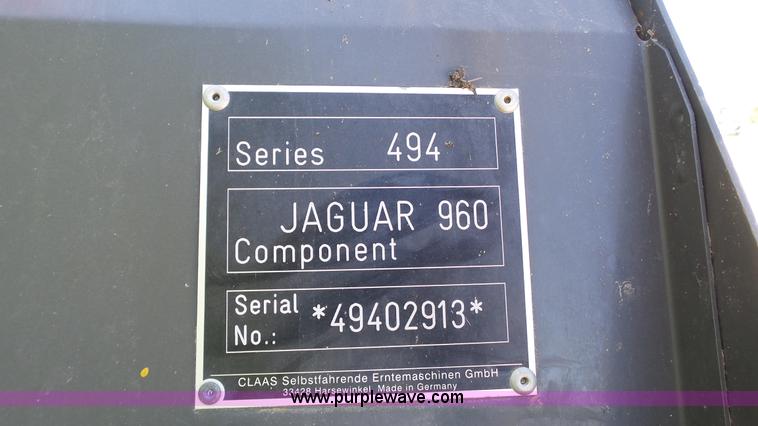 Series 494
JAGUAR 960
Component
Serial
No.: *49402913*
CLAAS Selbstfahrende Erntemaschinen GmbH
33428 Harsewinkel, Made in Germany
www.purplewave.com